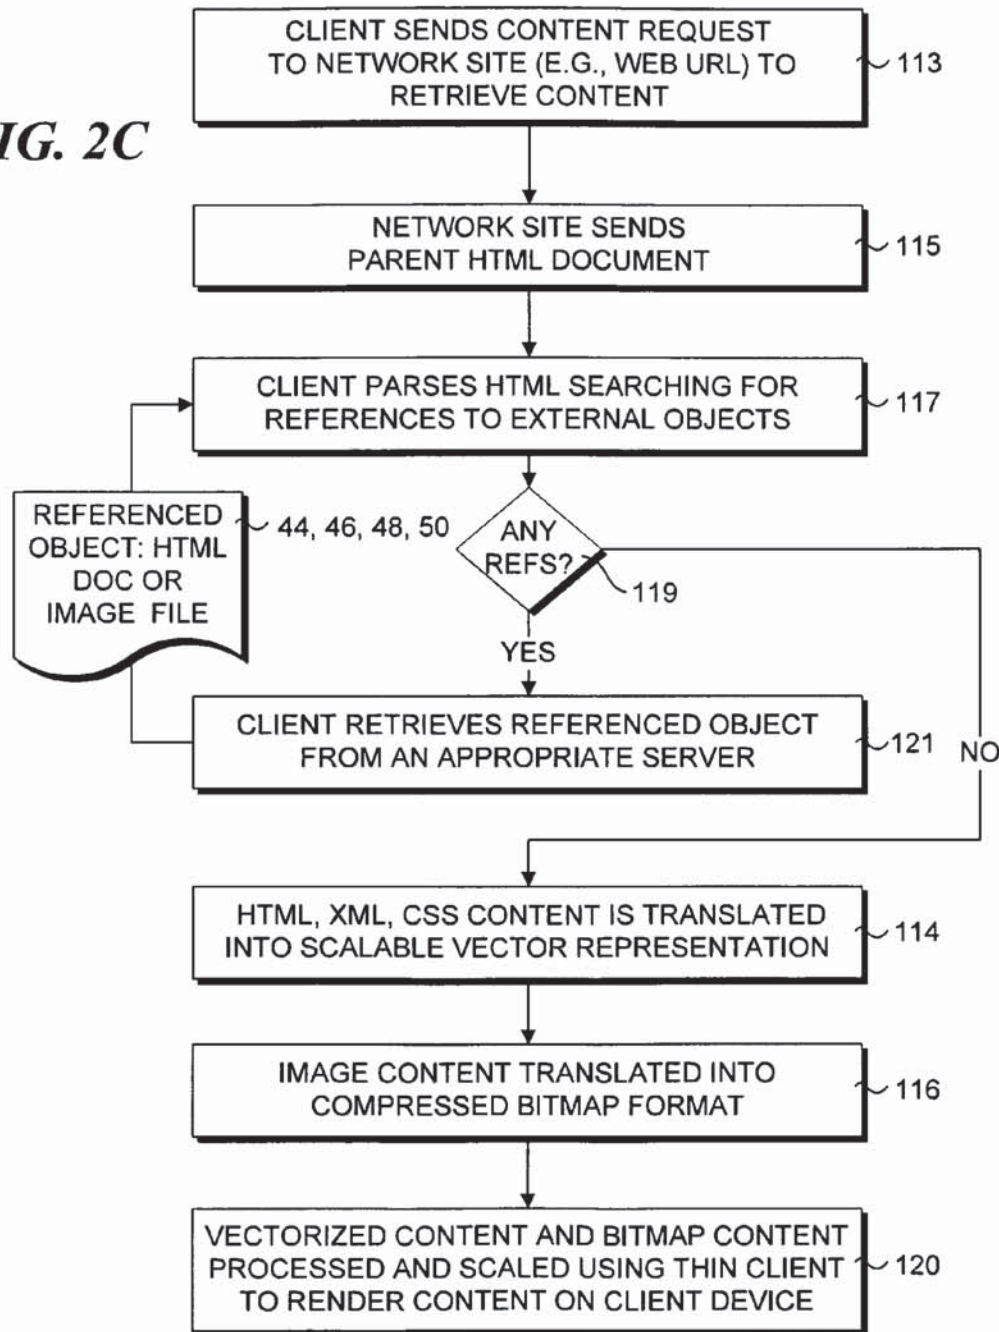 CLIENT SENDS CONTENT REQUEST
TO NETWORK SITE (E.G., WEB URL) TO
RETRIEVE CONTENT
113
IG. 2C
NETWORK SITE SENDS
PARENT HTML DOCUMENT
115
CLIENT PARSES HTML SEARCHING FOR
REFERENCES TO EXTERNAL OBJECTS
117
REFERENCED
OBJECT: HTML
DOC OR
IMAGE FILE
44, 46, 48, 50
ANY
REFS?
119
YES
CLIENT RETRIEVES REFERENCED OBJECT
FROM AN APPROPRIATE SERVER
121
NO
HTML, XML, CSS CONTENT IS TRANSLATED
INTO SCALABLE VECTOR REPRESENTATION
114
IMAGE CONTENT TRANSLATED INTO
COMPRESSED BITMAP FORMAT
116
VECTORIZED CONTENT AND BITMAP CONTENT
PROCESSED AND SCALED USING THIN CLIENT
TO RENDER CONTENT ON CLIENT DEVICE
120